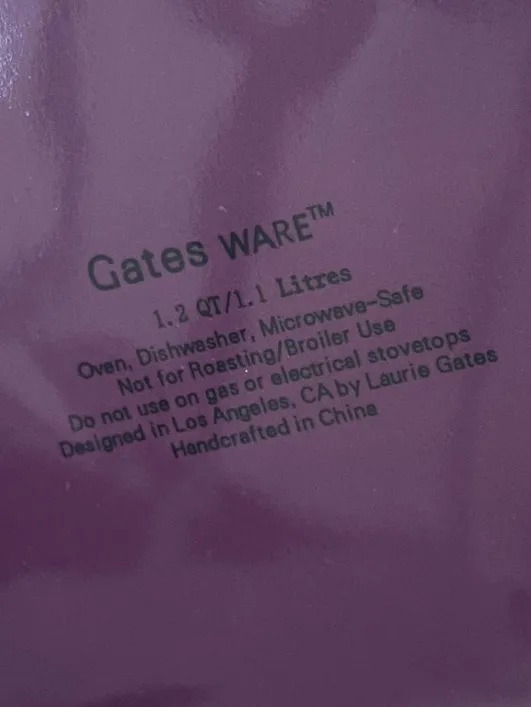 Gates WARE™
1.2 QT/1.1 Litres
Oven, Dishwasher, Microwave-Safe
Not for Roasting/Broiler Use
Do not use on gas or electrical stovetops
Designed in Los Angeles, CA by Laurie Gates
Handcrafted in China